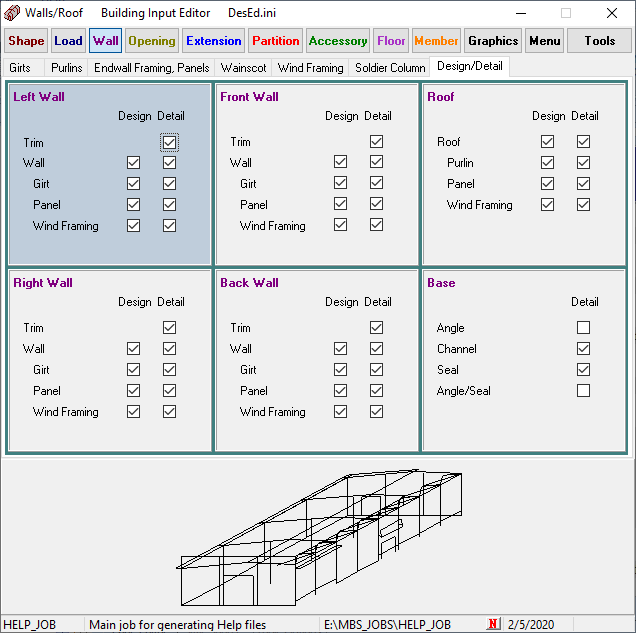 Walls/Roof Building Input Editor DesEd.ini
Shape Load Wall Opening Extension Partition Accessory Floor Member Graphics Menu Tools
Girts Purlins Endwall Framing, Panels Wainscot Wind Framing Soldier Column Design/Detail
Left Wall
Design Detail
Trim
Wall
Girt
Panel
Wind Framing
Front Wall
Design Detail
Trim
Wall
Girt
Panel
Wind Framing
Roof
Design Detail
Roof
Purlin
Panel
Wind Framing
Right Wall
Design Detail
Trim
Wall
Girt
Panel
Wind Framing
Back Wall
Design Detail
Trim
Wall
Girt
Panel
Wind Framing
Base
Detail
Angle
Channel
Seal
Angle/Seal
HELP_JOB Main job for generating Help files E:\MBS_JOBS\HELP_JOB N 2/5/2020